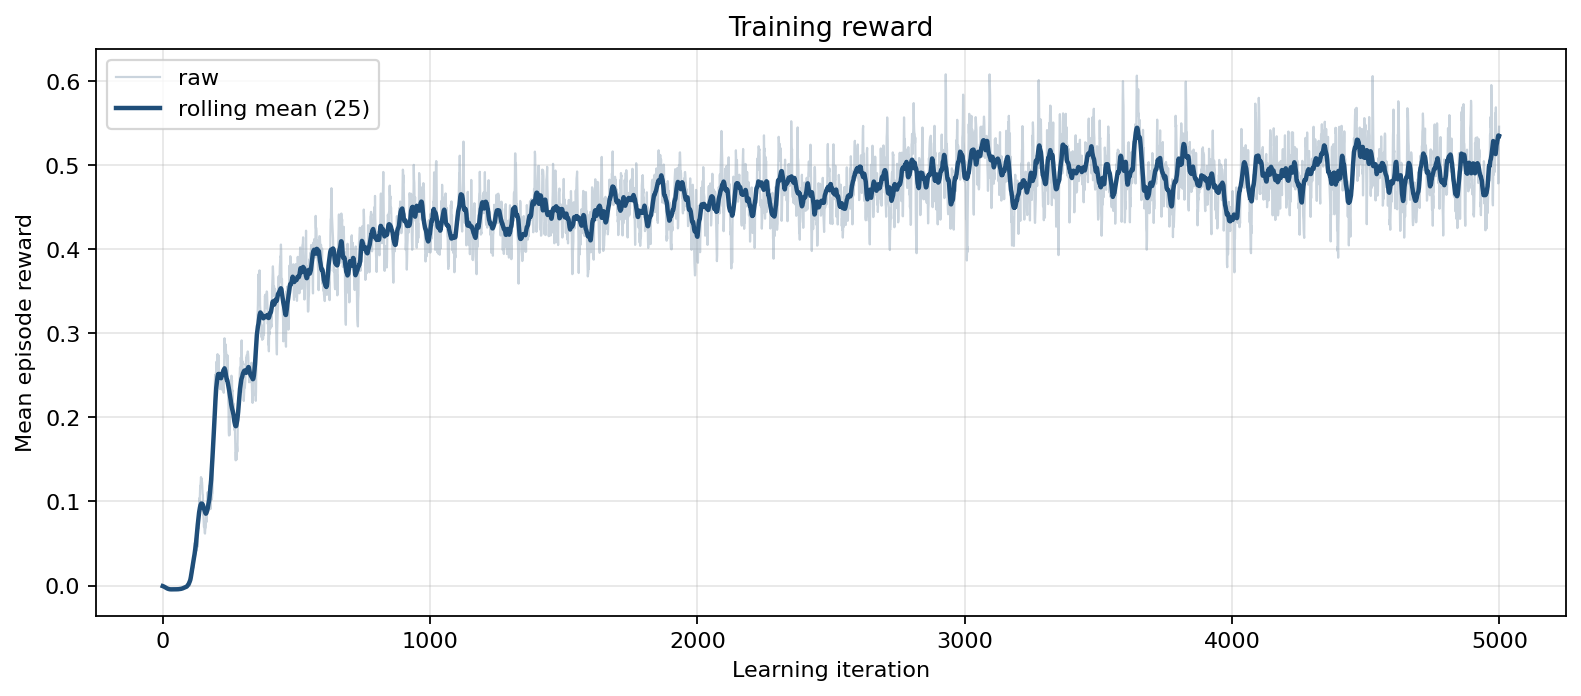 Training reward
raw
rolling mean (25)
Mean episode reward
0.6
0.5
0.4
0.3
0.2
0.1
0.0
0
1000
2000
3000
4000
5000
Learning iteration